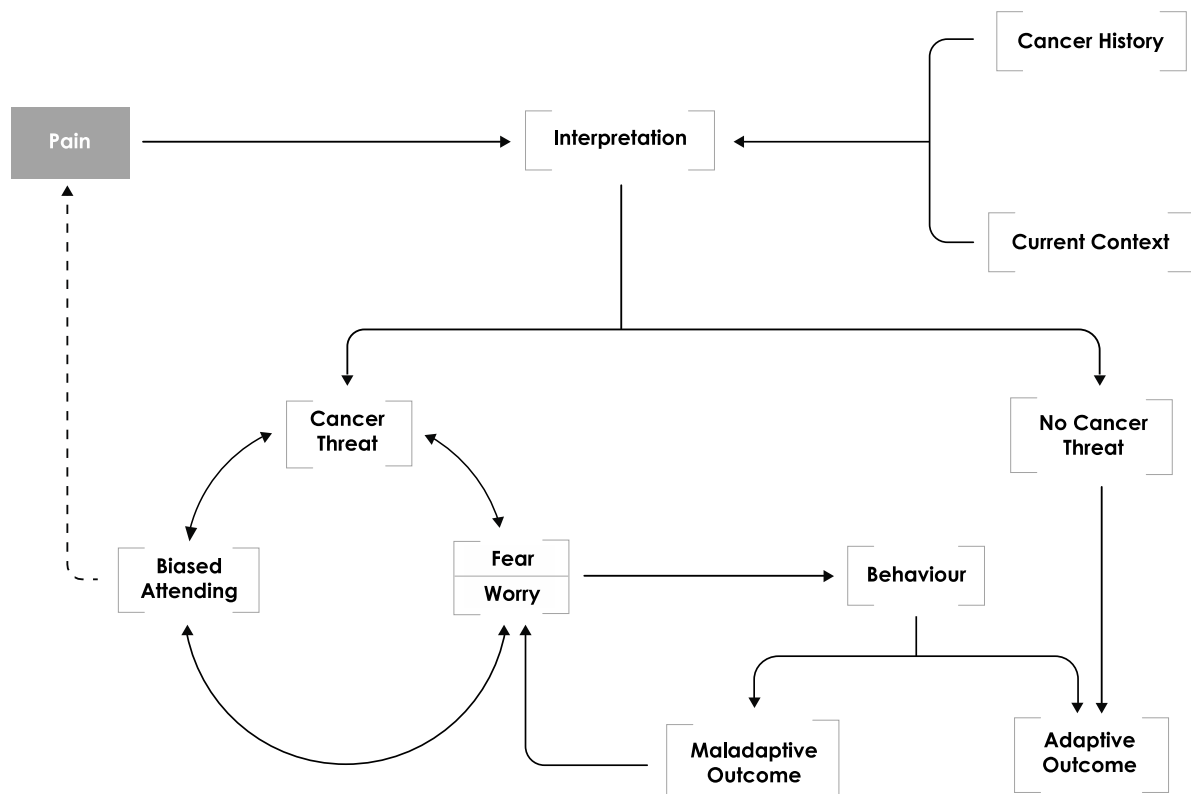 Cancer History
Pain
Interpretation
Current Context
Cancer
Threat
No Cancer
Threat
Biased
Attending
Fear
Worry
Behaviour
Maladaptive
Outcome
Adaptive
Outcome